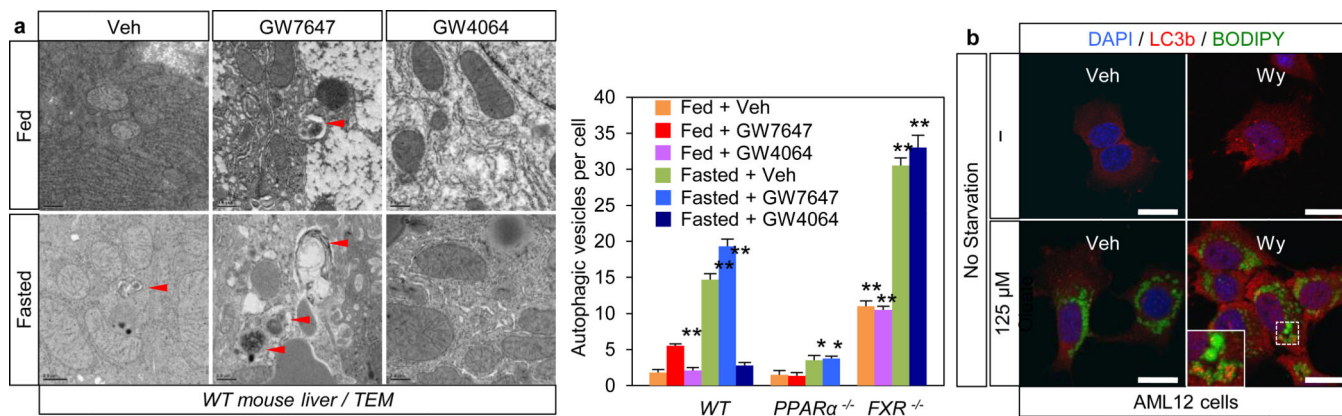 a
Veh
GW7647
GW4064
Fed
Fasted
WT mouse liver / TEM
Autophagic vesicles per cell
40
35
30
25
20
15
10
5
0
Fed + Veh
Fed + GW7647
Fed + GW4064
Fasted + Veh
Fasted + GW7647
Fasted + GW4064
**
**
**
**
*
*
**
**
**
**
WT
PPARα -/-
FXR -/-
b
DAPI / LC3b / BODIPY
No Starvation
–
Veh
Wy
125 µM
Veh
Wy
AML12 cells